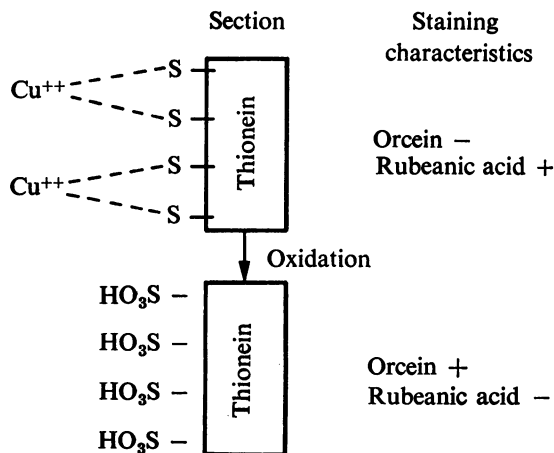 Section
Staining
characteristics
Cu++
S
S
Cu++
S
S
Thionein
Orcein −
Rubeanic acid +
Oxidation
HO₃S −
HO₃S −
HO₃S −
HO₃S −
Thionein
Orcein +
Rubeanic acid −